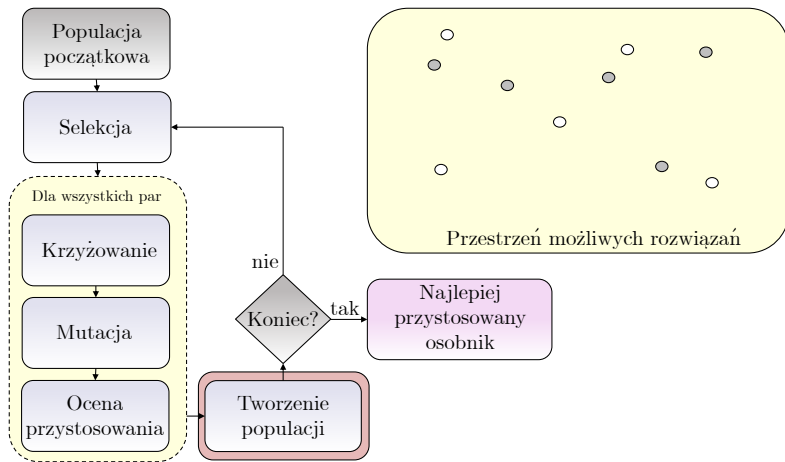 Populacja
początkowa
Selekcja
Dla wszystkich par
Krzyżowanie
Mutacja
Ocena
przystosowania
Tworzenie
populacji
Koniec?
nie
tak
Najlepiej
przystosowany
osobnik
Przestrzeń możliwych rozwiązań